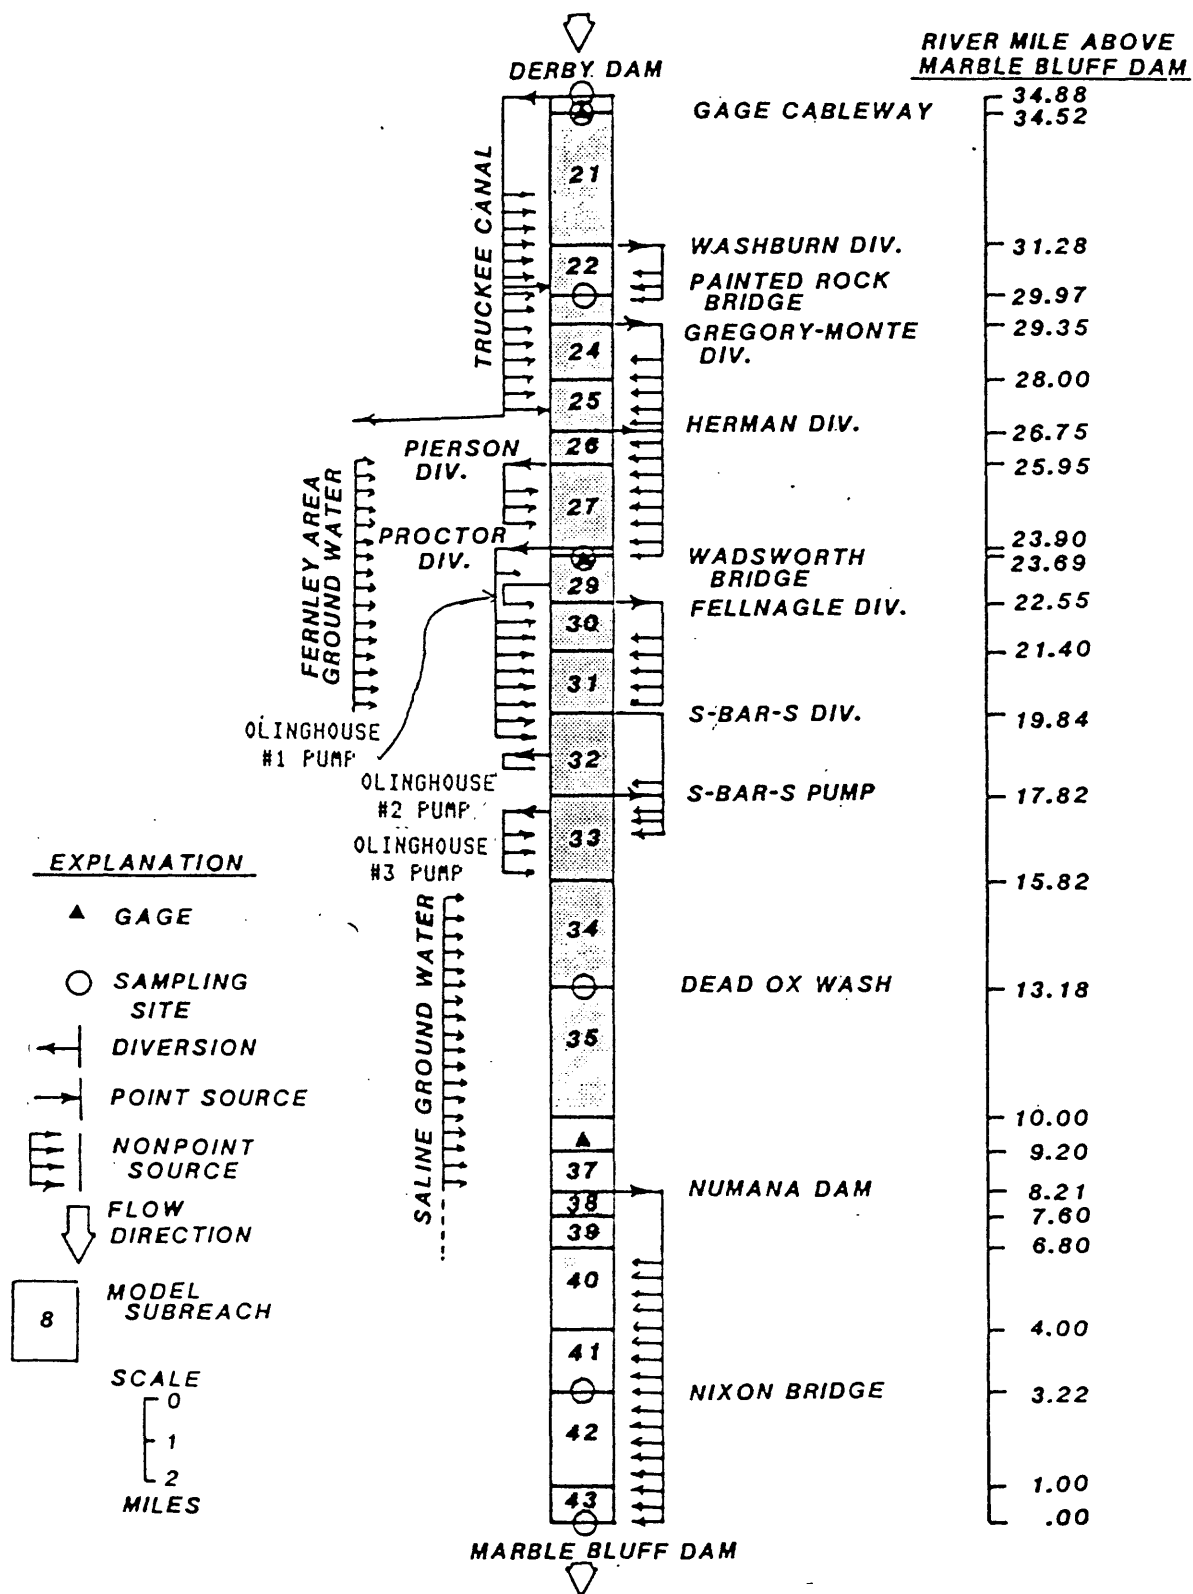 RIVER MILE ABOVE
MARBLE BLUFF DAM
DERBY DAM
34.88
GAGE CABLEWAY
34.52
TRUCKEE CANAL
21
WASHBURN DIV.
31.28
22
PAINTED ROCK
BRIDGE
29.97
29.35
GREGORY-MONTE
DIV.
24
28.00
25
HERMAN DIV.
26.75
PIERSON
DIV.
26
25.95
FERNLEY AREA
GROUND WATER
27
PROCTOR
DIV.
23.90
WADSWORTH
BRIDGE
23.69
29
FELLNAGLE DIV.
22.55
30
21.40
31
S-BAR-S DIV.
19.84
OLINGHOUSE
#1 PUMP
32
OLINGHOUSE
#2 PUMP
S-BAR-S PUMP
17.82
OLINGHOUSE
#3 PUMP
33
15.82
EXPLANATION
GAGE
SAMPLING
SITE
DIVERSION
POINT SOURCE
NONPOINT
SOURCE
FLOW
DIRECTION
MODEL
SUBREACH
8
SCALE
0
1
2
MILES
SALINE GROUND WATER
34
DEAD OX WASH
13.18
35
10.00
9.20
37
NUMANA DAM
8.21
38
7.60
39
6.80
40
4.00
41
NIXON BRIDGE
3.22
42
1.00
43
.00
MARBLE BLUFF DAM